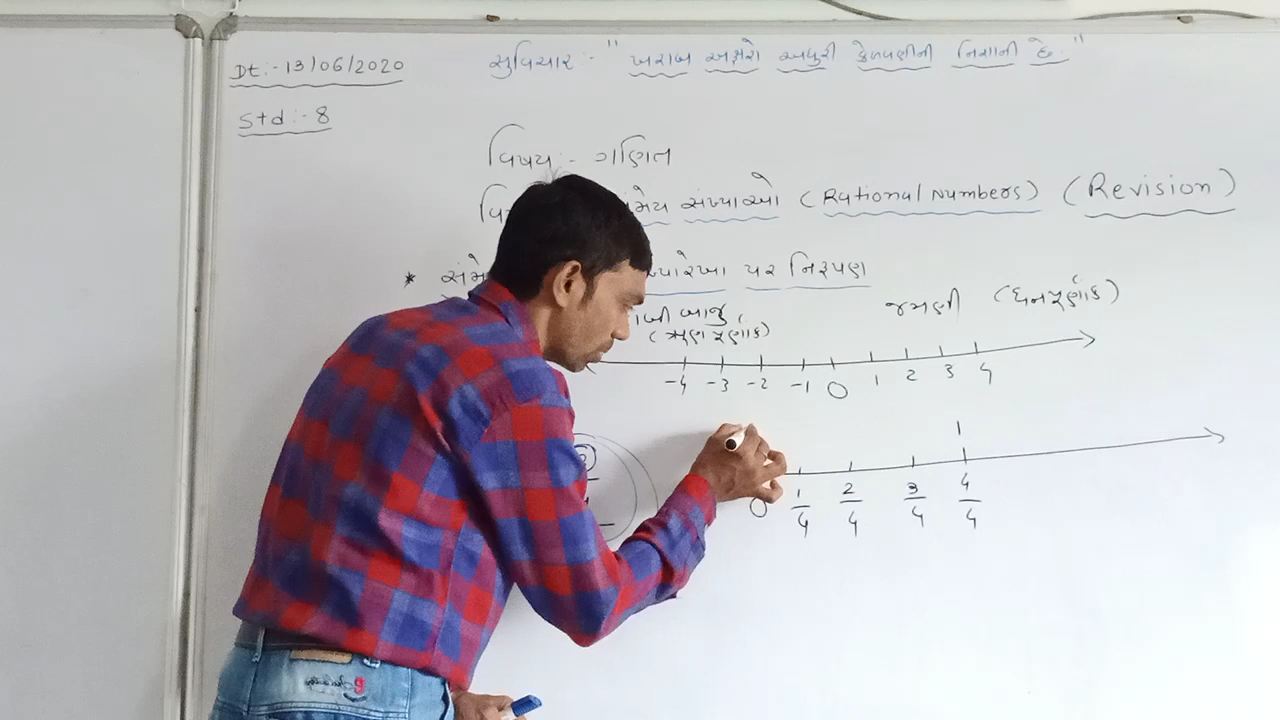 Dt:- 13/06/2020
સુવિચાર:- "ખરાબ અક્ષરો અધુરી કેળવણીની નિશાની છે."
Std:- 8
વિષય:- ગણિત
સંખ્યાઓ (Rational Numbers) (Revision)
* પર નિરૂપણ
બાજુ જમણી (ધનપૂર્ણાંક)
(ઋણપૂર્ણાંક)
-4 -3 -2 -1 0 1 2 3 4
1
0 1/4 2/4 3/4 4/4